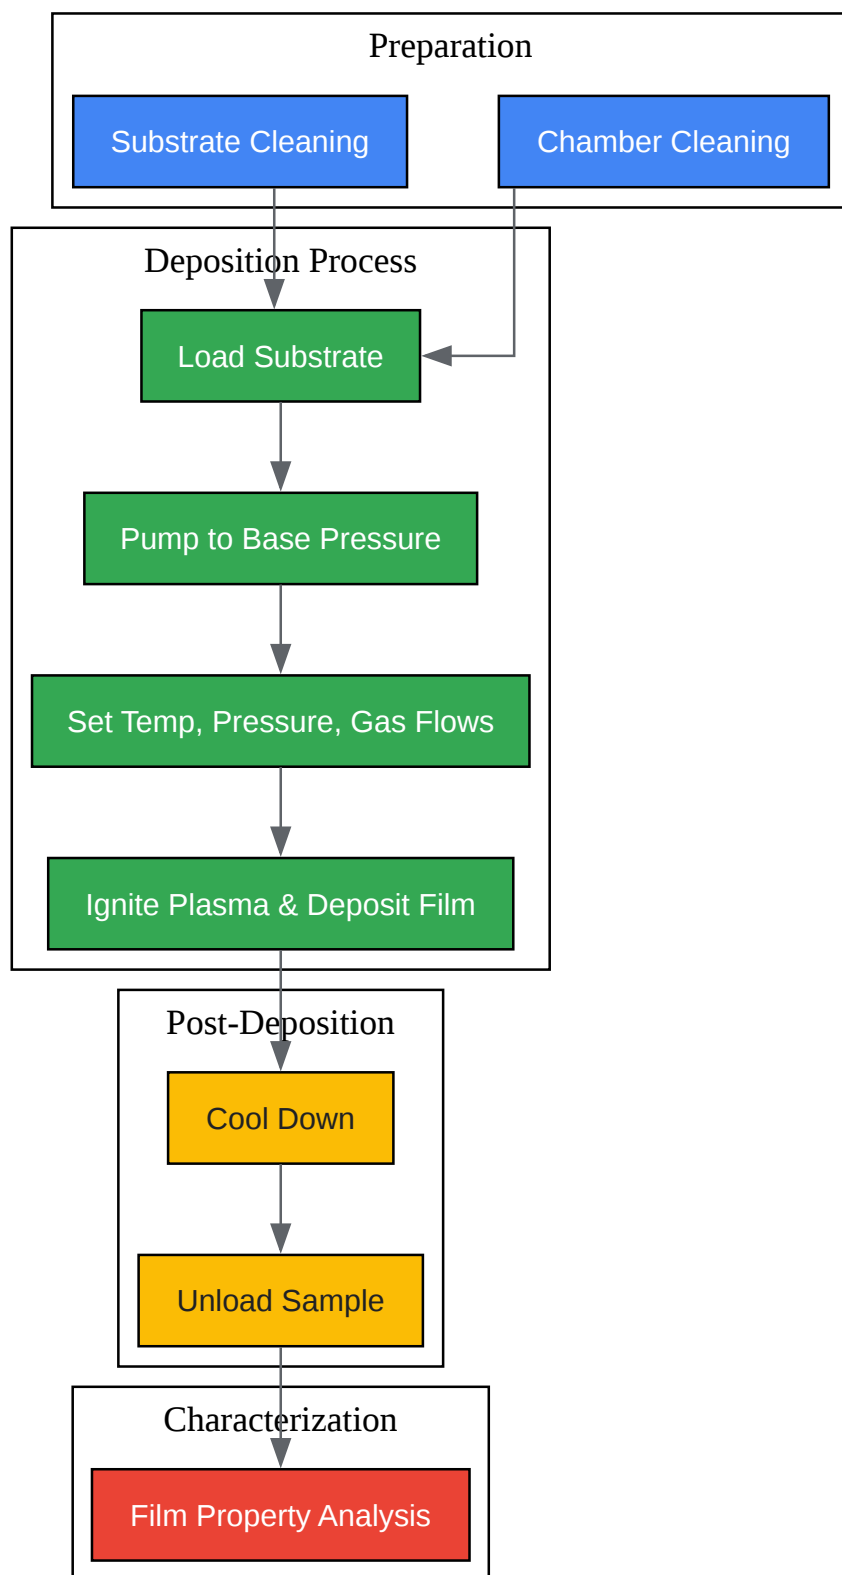 Preparation
Substrate Cleaning
Chamber Cleaning
Deposition Process
Load Substrate
Pump to Base Pressure
Set Temp, Pressure, Gas Flows
Ignite Plasma & Deposit Film
Post-Deposition
Cool Down
Unload Sample
Characterization
Film Property Analysis